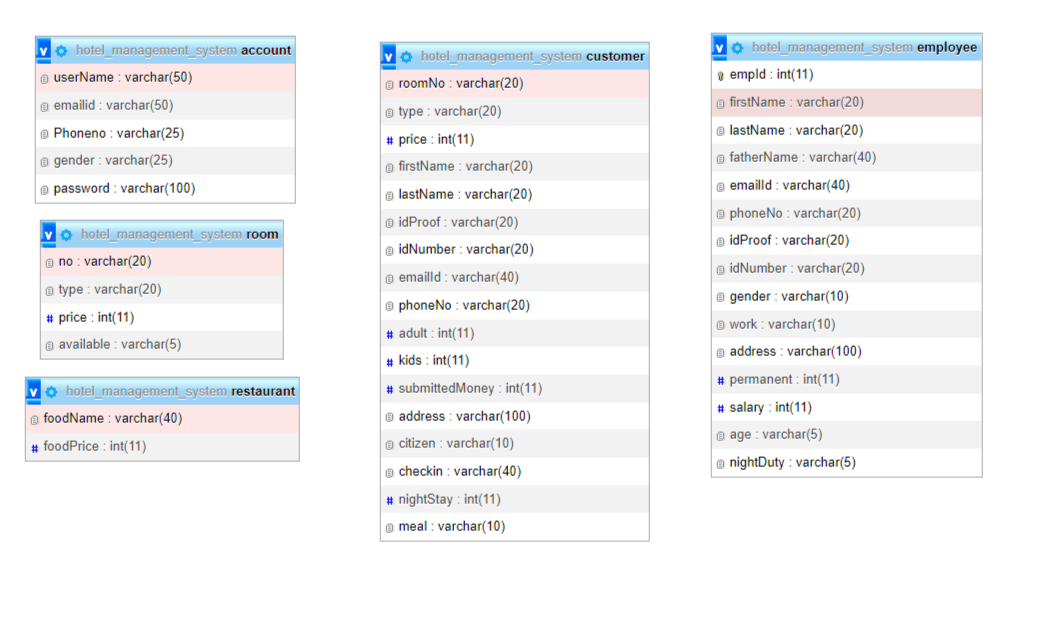 hotel_management_system account
userName : varchar(50)
emailid : varchar(50)
Phoneno : varchar(25)
gender : varchar(25)
password : varchar(100)
hotel_management_system room
no : varchar(20)
type : varchar(20)
# price : int(11)
available : varchar(5)
hotel_management_system restaurant
foodName : varchar(40)
# foodPrice : int(11)
hotel_management_system customer
roomNo : varchar(20)
type : varchar(20)
# price : int(11)
firstName : varchar(20)
lastName : varchar(20)
idProof : varchar(20)
idNumber : varchar(20)
emailId : varchar(40)
phoneNo : varchar(20)
# adult : int(11)
# kids : int(11)
# submittedMoney : int(11)
address : varchar(100)
citizen : varchar(10)
checkin : varchar(40)
# nightStay : int(11)
meal : varchar(10)
hotel_management_system employee
empId : int(11)
firstName : varchar(20)
lastName : varchar(20)
fatherName : varchar(40)
emailId : varchar(40)
phoneNo : varchar(20)
idProof : varchar(20)
idNumber : varchar(20)
gender : varchar(10)
work : varchar(10)
address : varchar(100)
# permanent : int(11)
# salary : int(11)
age : varchar(5)
nightDuty : varchar(5)